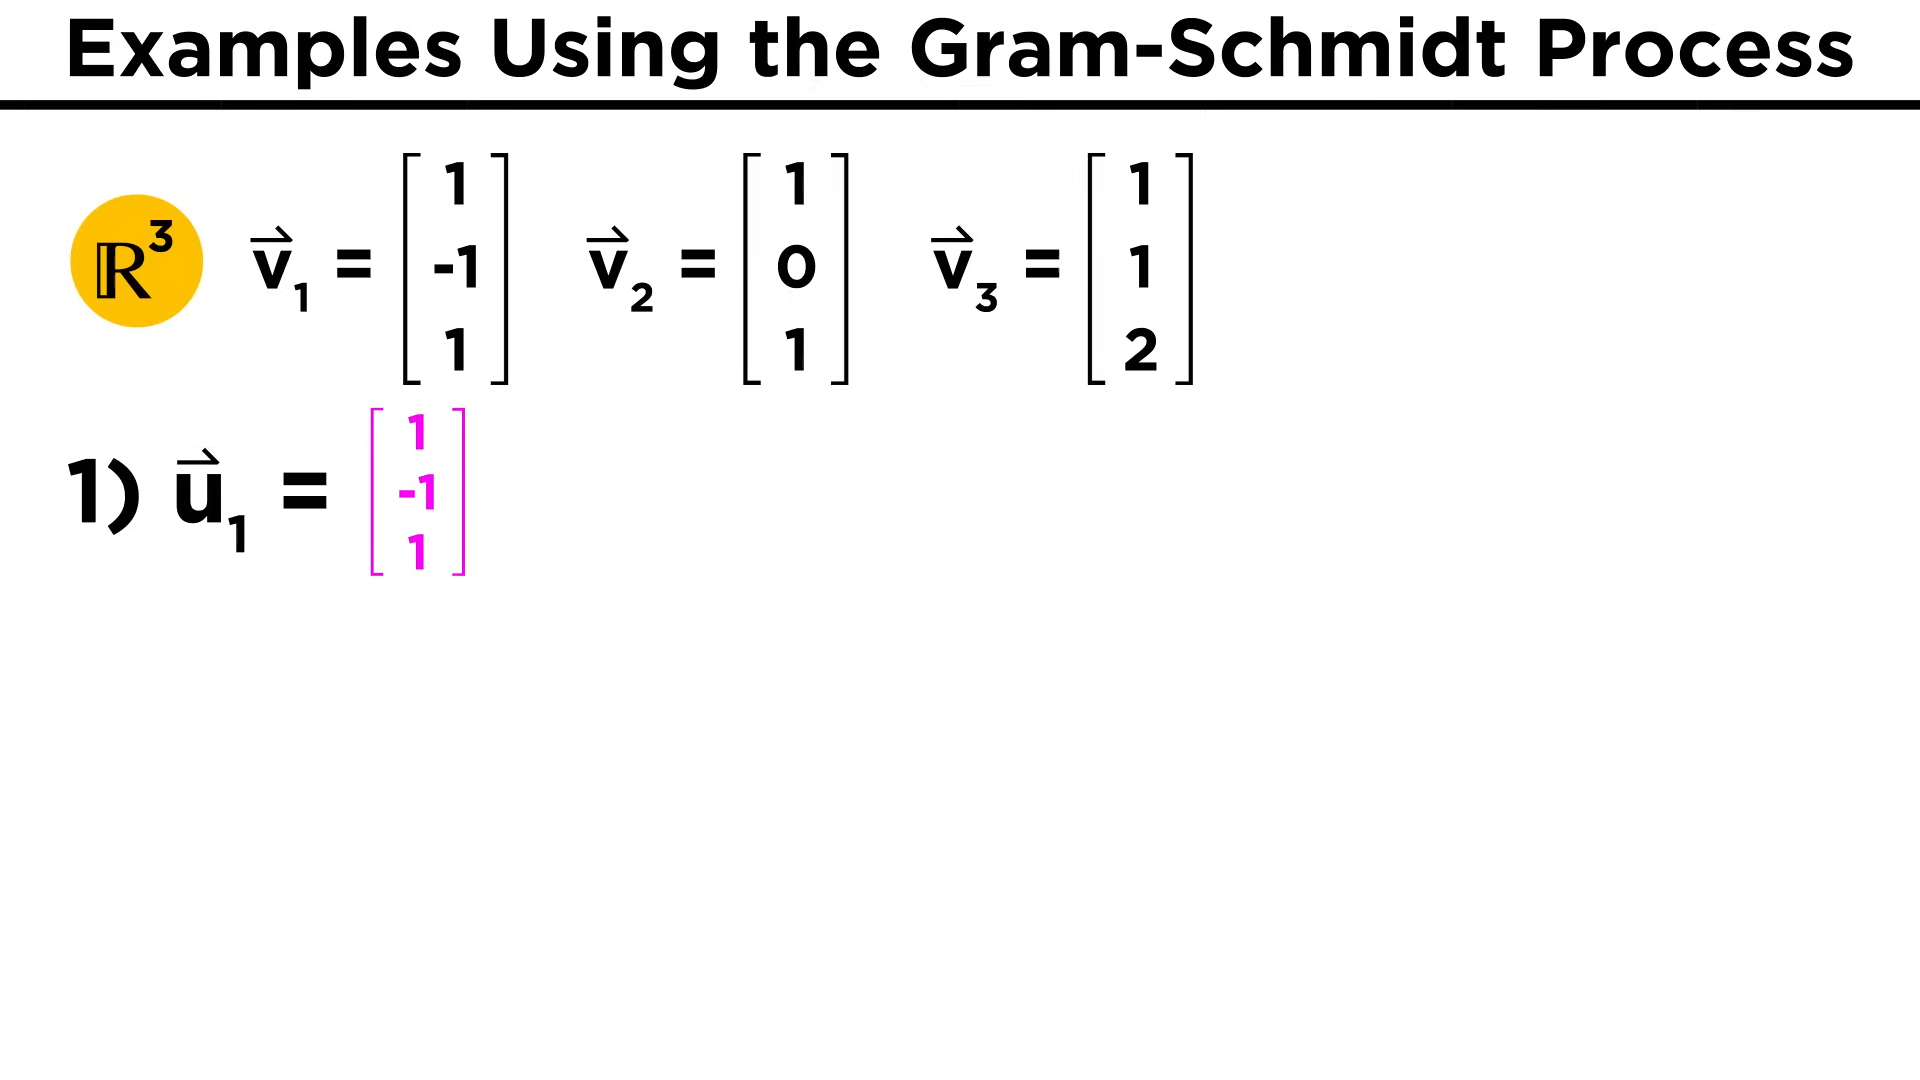 Examples Using the Gram-Schmidt Process
ℝ³ v⃗₁ = [1 -1 1] v⃗₂ = [1 0 1] v⃗₃ = [1 1 2]
1) u⃗₁ = [1 -1 1]